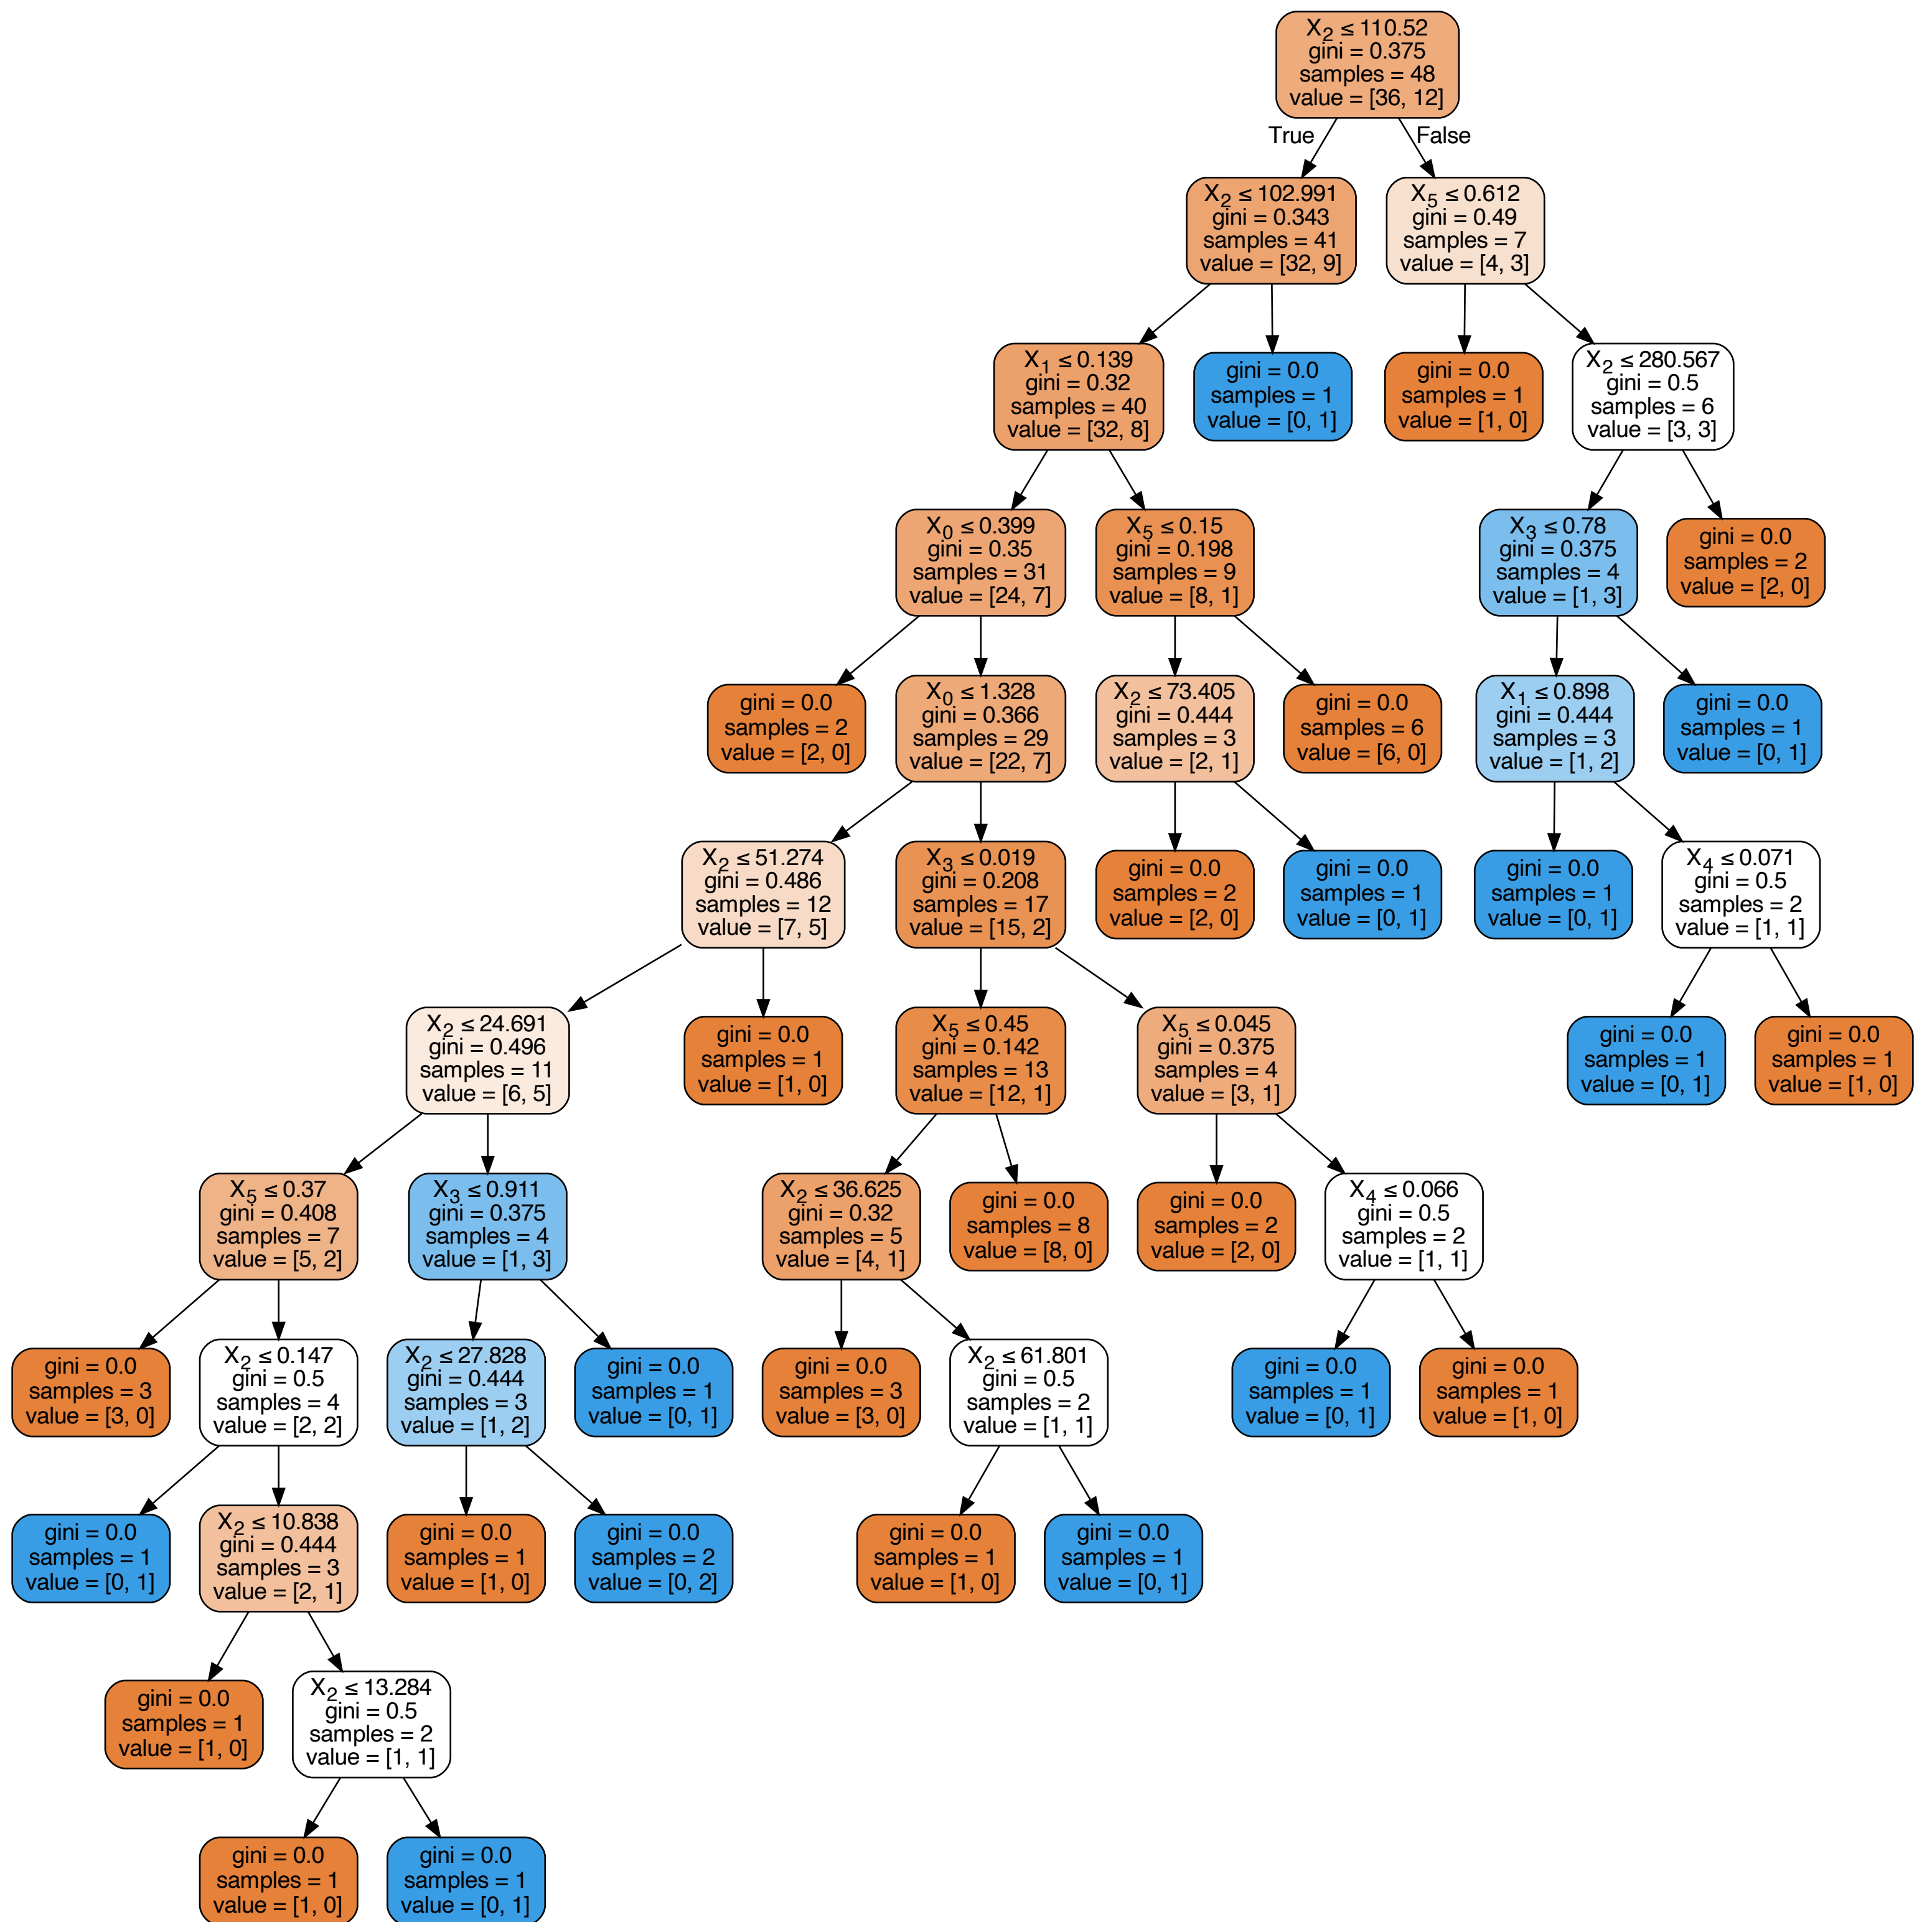 X2 ≤ 110.52
gini = 0.375
samples = 48
value = [36, 12]
True
False
X2 ≤ 102.991
gini = 0.343
samples = 41
value = [32, 9]
X5 ≤ 0.612
gini = 0.49
samples = 7
value = [4, 3]
X1 ≤ 0.139
gini = 0.32
samples = 40
value = [32, 8]
gini = 0.0
samples = 1
value = [0, 1]
gini = 0.0
samples = 1
value = [1, 0]
X2 ≤ 280.567
gini = 0.5
samples = 6
value = [3, 3]
X0 ≤ 0.399
gini = 0.35
samples = 31
value = [24, 7]
X5 ≤ 0.15
gini = 0.198
samples = 9
value = [8, 1]
X3 ≤ 0.78
gini = 0.375
samples = 4
value = [1, 3]
gini = 0.0
samples = 2
value = [2, 0]
gini = 0.0
samples = 2
value = [2, 0]
X0 ≤ 1.328
gini = 0.366
samples = 29
value = [22, 7]
X2 ≤ 73.405
gini = 0.444
samples = 3
value = [2, 1]
gini = 0.0
samples = 6
value = [6, 0]
X1 ≤ 0.898
gini = 0.444
samples = 3
value = [1, 2]
gini = 0.0
samples = 1
value = [0, 1]
X2 ≤ 51.274
gini = 0.486
samples = 12
value = [7, 5]
X3 ≤ 0.019
gini = 0.208
samples = 17
value = [15, 2]
gini = 0.0
samples = 2
value = [2, 0]
gini = 0.0
samples = 1
value = [0, 1]
gini = 0.0
samples = 1
value = [0, 1]
X4 ≤ 0.071
gini = 0.5
samples = 2
value = [1, 1]
X2 ≤ 24.691
gini = 0.496
samples = 11
value = [6, 5]
gini = 0.0
samples = 1
value = [1, 0]
X5 ≤ 0.45
gini = 0.142
samples = 13
value = [12, 1]
X5 ≤ 0.045
gini = 0.375
samples = 4
value = [3, 1]
gini = 0.0
samples = 1
value = [0, 1]
gini = 0.0
samples = 1
value = [1, 0]
X5 ≤ 0.37
gini = 0.408
samples = 7
value = [5, 2]
X3 ≤ 0.911
gini = 0.375
samples = 4
value = [1, 3]
X2 ≤ 36.625
gini = 0.32
samples = 5
value = [4, 1]
gini = 0.0
samples = 8
value = [8, 0]
gini = 0.0
samples = 2
value = [2, 0]
X4 ≤ 0.066
gini = 0.5
samples = 2
value = [1, 1]
gini = 0.0
samples = 3
value = [3, 0]
X2 ≤ 0.147
gini = 0.5
samples = 4
value = [2, 2]
X2 ≤ 27.828
gini = 0.444
samples = 3
value = [1, 2]
gini = 0.0
samples = 1
value = [0, 1]
gini = 0.0
samples = 3
value = [3, 0]
X2 ≤ 61.801
gini = 0.5
samples = 2
value = [1, 1]
gini = 0.0
samples = 1
value = [0, 1]
gini = 0.0
samples = 1
value = [1, 0]
gini = 0.0
samples = 1
value = [0, 1]
X2 ≤ 10.838
gini = 0.444
samples = 3
value = [2, 1]
gini = 0.0
samples = 1
value = [1, 0]
gini = 0.0
samples = 2
value = [0, 2]
gini = 0.0
samples = 1
value = [1, 0]
gini = 0.0
samples = 1
value = [0, 1]
gini = 0.0
samples = 1
value = [1, 0]
X2 ≤ 13.284
gini = 0.5
samples = 2
value = [1, 1]
gini = 0.0
samples = 1
value = [1, 0]
gini = 0.0
samples = 1
value = [0, 1]